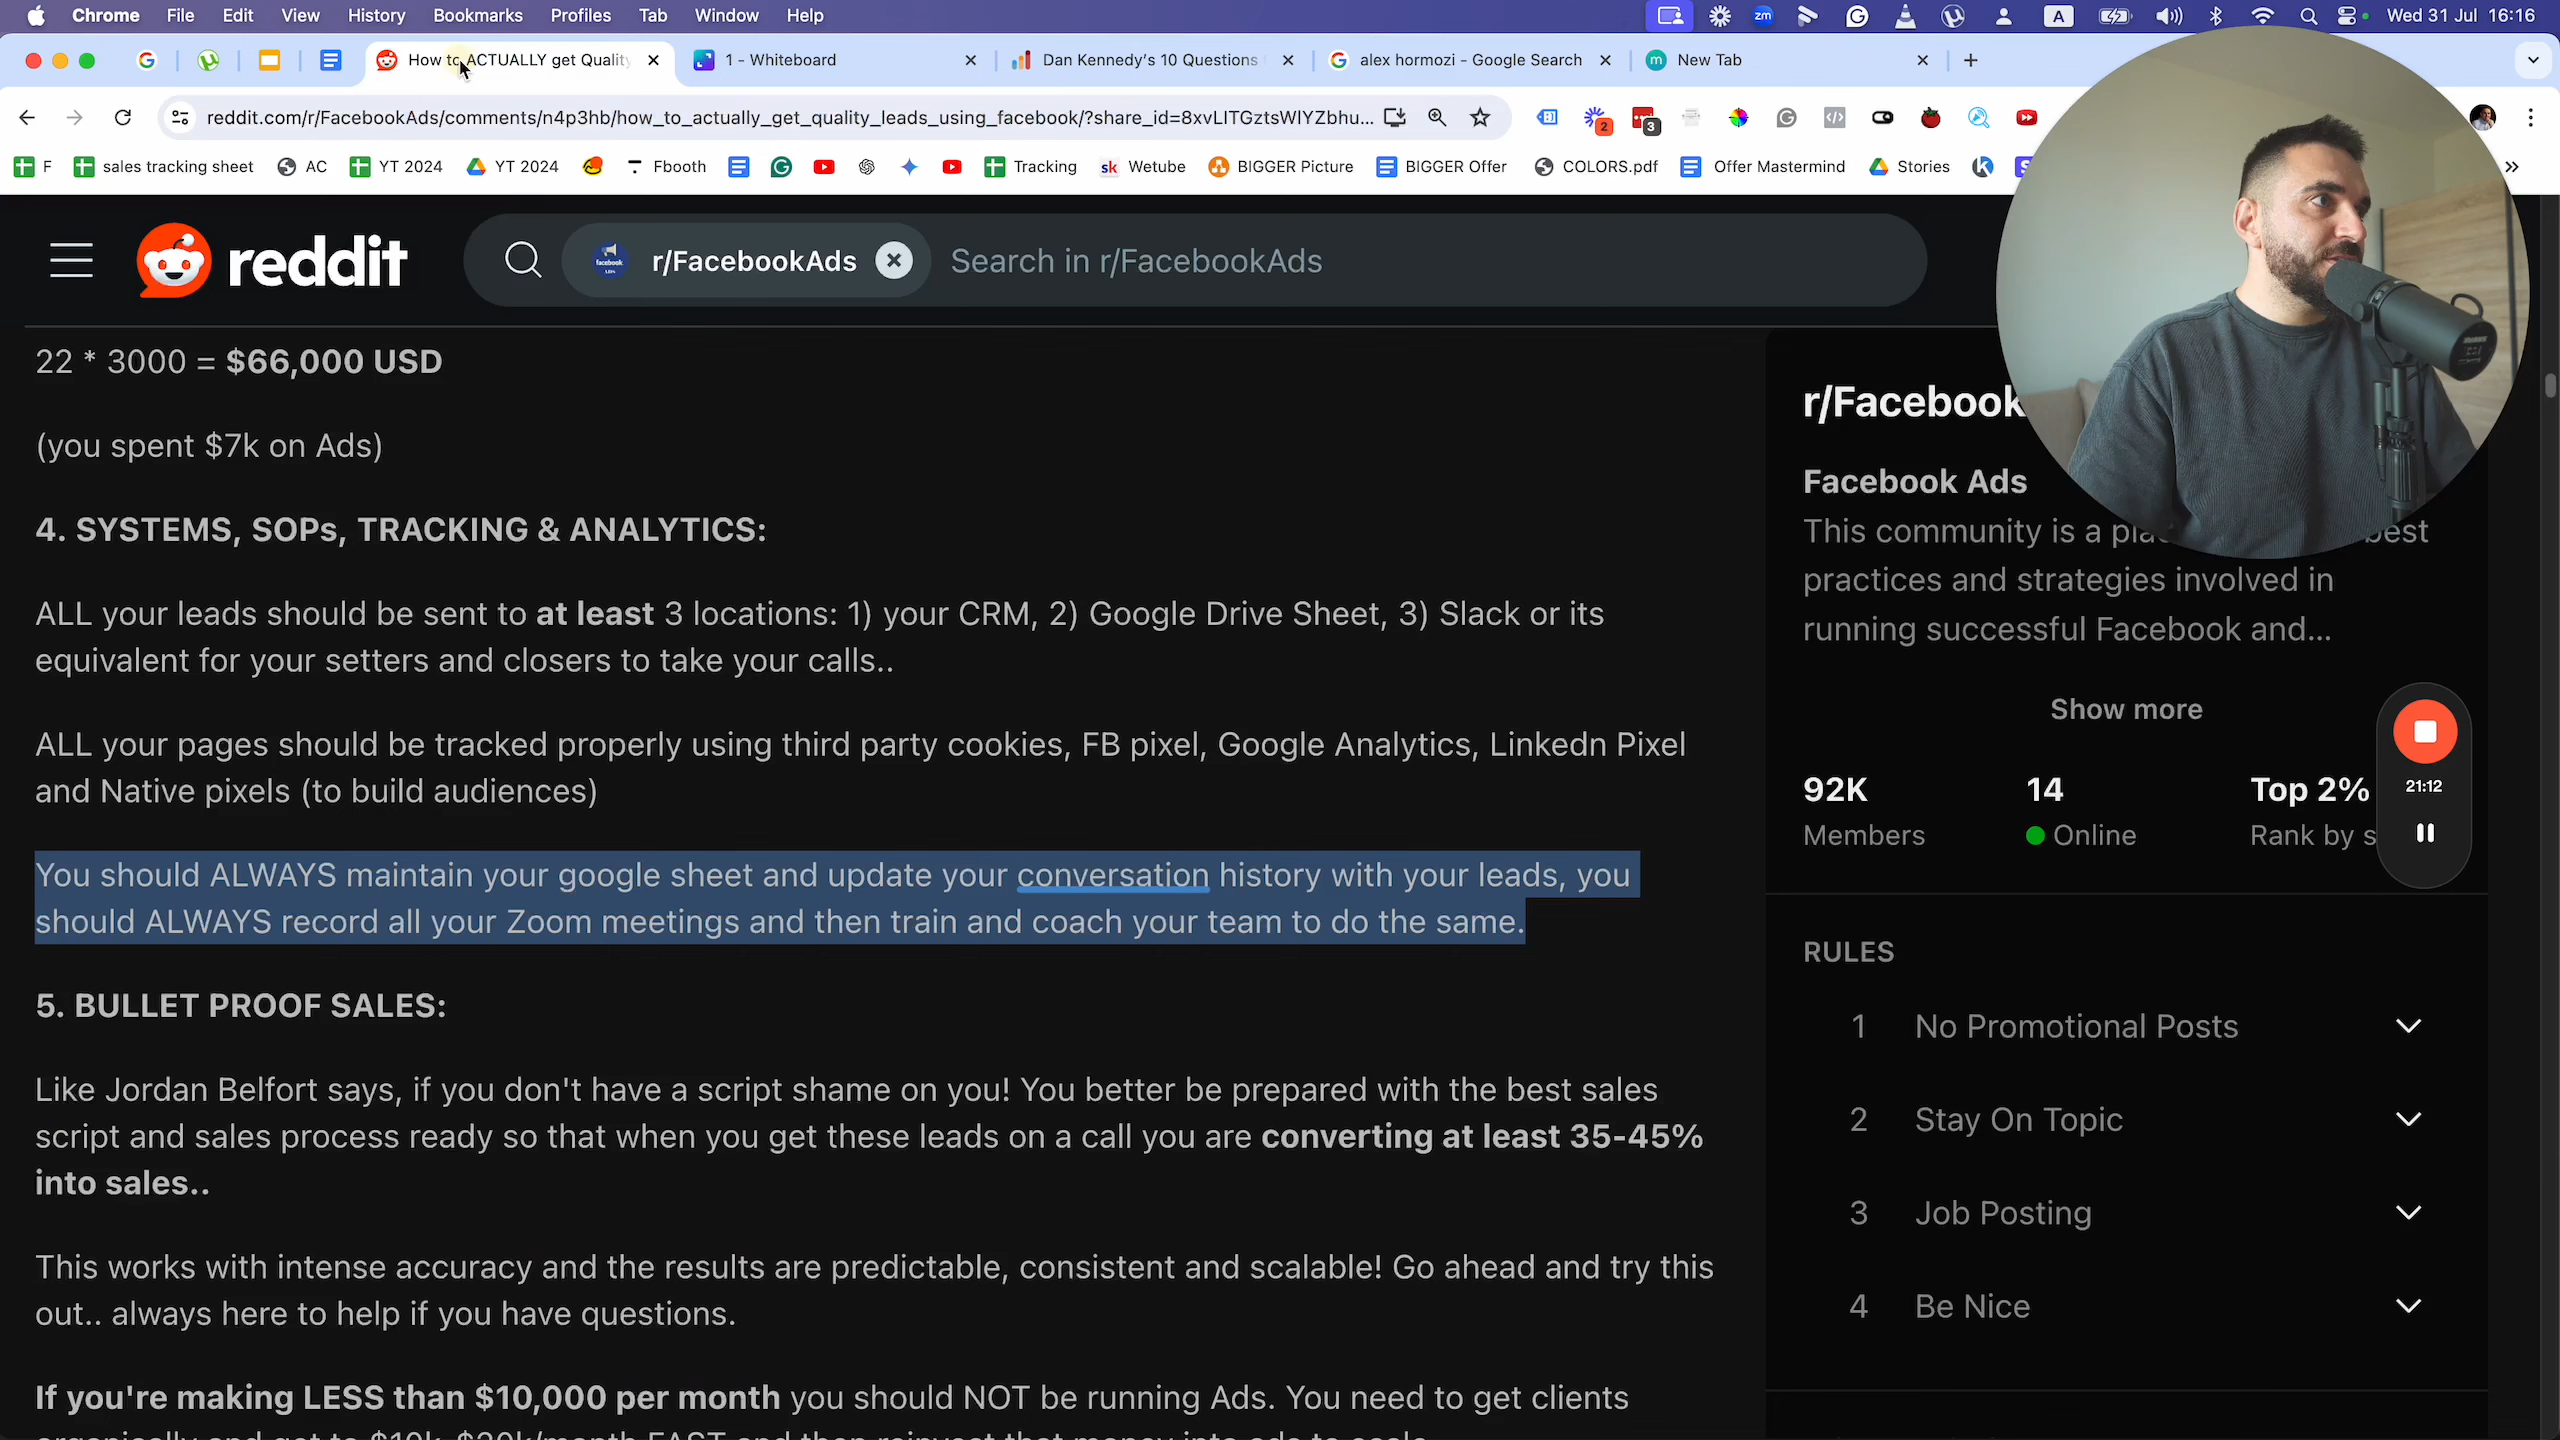 Chrome File Edit View History Bookmarks Profiles Tab Window Help
zm A Wed 31 Jul 16:16
How to ACTUALLY get Quality
1 - Whiteboard
Dan Kennedy's 10 Questions
alex hormozi - Google Search
New Tab
reddit.com/r/FacebookAds/comments/n4p3hb/how_to_actually_get_quality_leads_using_facebook/?share_id=8xvLITGztsWlYZbhu...
2 3
F sales tracking sheet AC YT 2024 YT 2024 Fbooth Tracking sk Wetube BIGGER Picture BIGGER Offer COLORS.pdf Offer Mastermind Stories
reddit
r/FacebookAds Search in r/FacebookAds
22 * 3000 = $66,000 USD
(you spent $7k on Ads)
4. SYSTEMS, SOPs, TRACKING & ANALYTICS:
ALL your leads should be sent to at least 3 locations: 1) your CRM, 2) Google Drive Sheet, 3) Slack or its
equivalent for your setters and closers to take your calls..
ALL your pages should be tracked properly using third party cookies, FB pixel, Google Analytics, Linkedn Pixel
and Native pixels (to build audiences)
You should ALWAYS maintain your google sheet and update your conversation history with your leads, you
should ALWAYS record all your Zoom meetings and then train and coach your team to do the same.
5. BULLET PROOF SALES:
Like Jordan Belfort says, if you don't have a script shame on you! You better be prepared with the best sales
script and sales process ready so that when you get these leads on a call you are converting at least 35-45%
into sales..
This works with intense accuracy and the results are predictable, consistent and scalable! Go ahead and try this
out.. always here to help if you have questions.
If you're making LESS than $10,000 per month you should NOT be running Ads. You need to get clients
r/Facebook
Facebook Ads
This community is a pla best
practices and strategies involved in
running successful Facebook and...
Show more
92K 14 Top 2%
Members Online Rank by s
21:12
RULES
1 No Promotional Posts
2 Stay On Topic
3 Job Posting
4 Be Nice